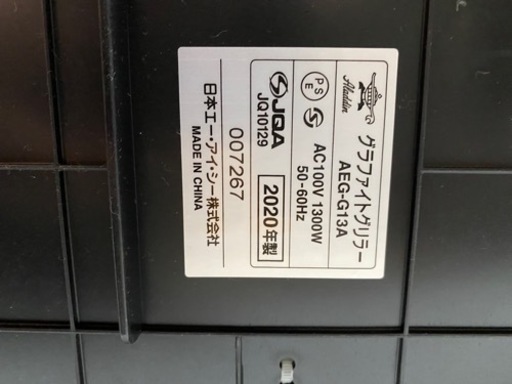 Aladdin
グラファイトグリラー
AEG-G13A
PS
E
AC100V 1300W
50-60Hz
JQA
JQ10129
2020年製
007267
日本エー・アイ・シー株式会社
MADE IN CHINA